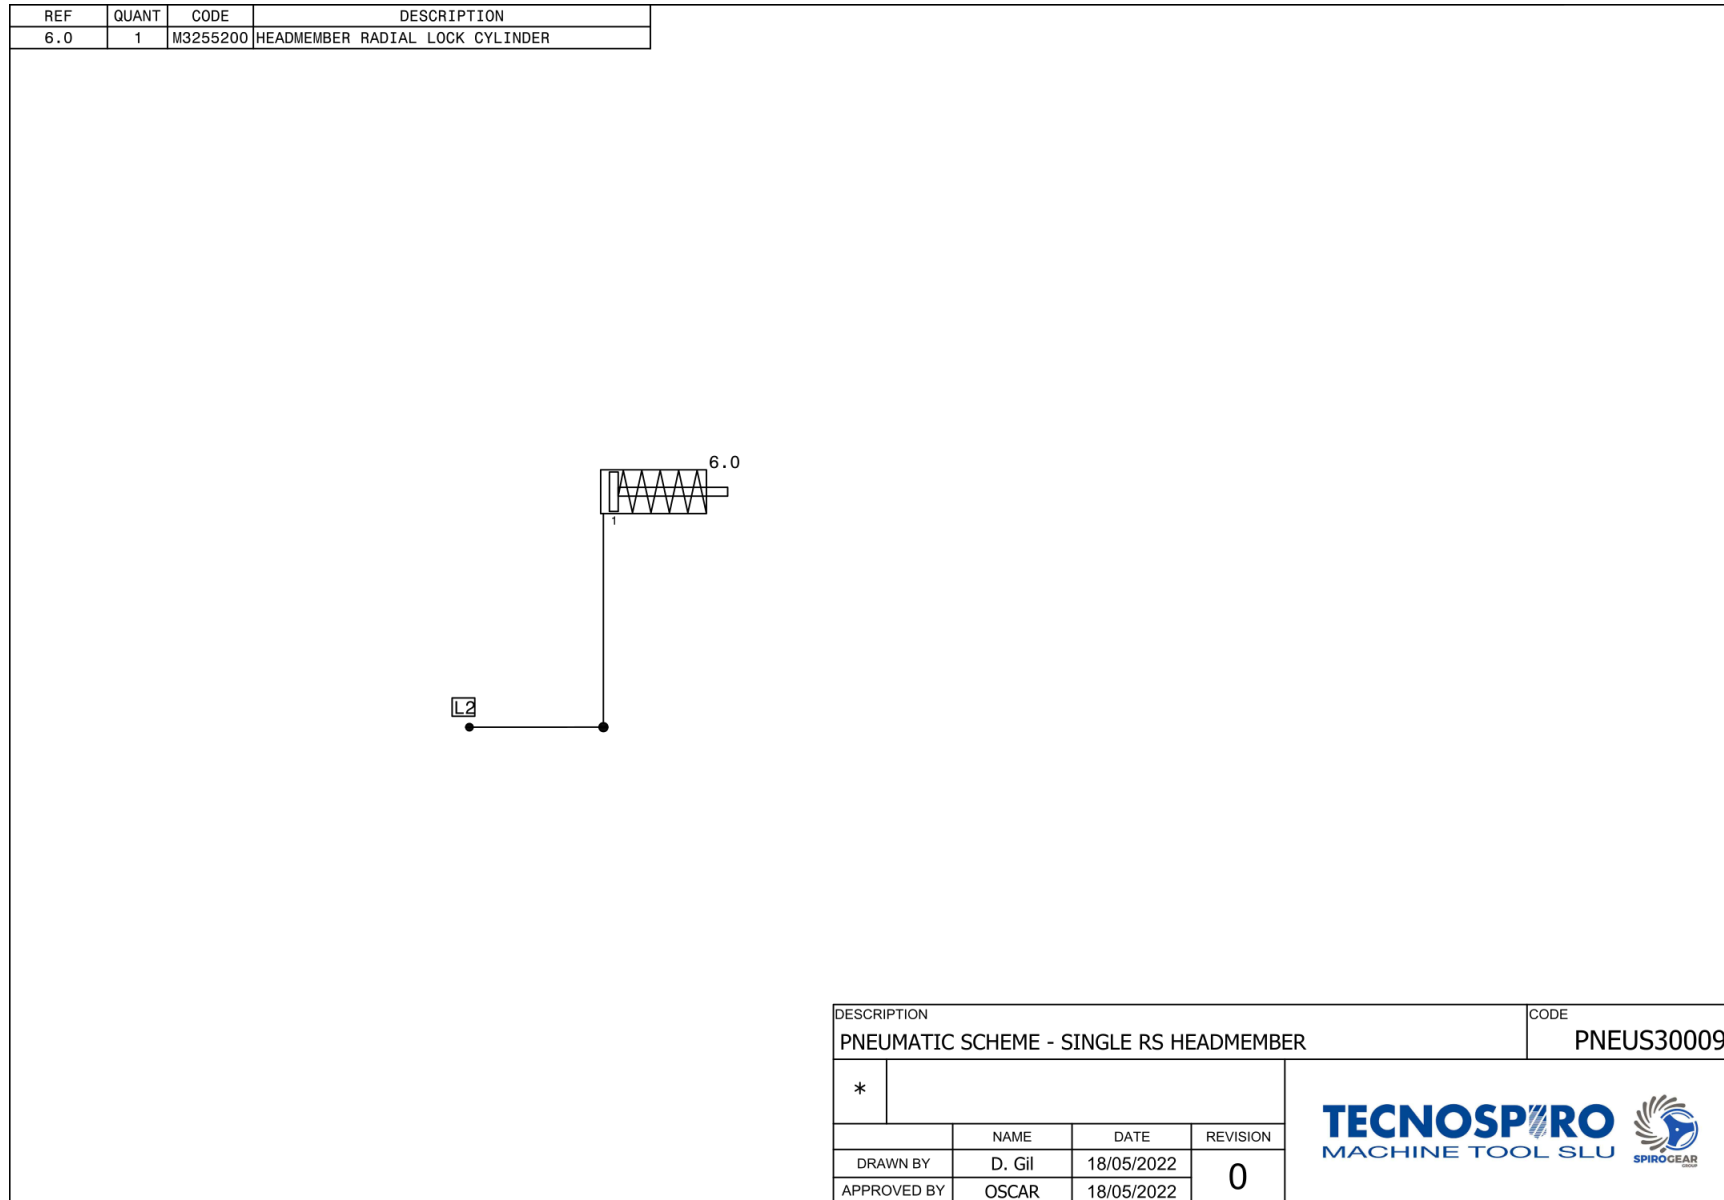 REF QUANT CODE DESCRIPTION
6.0 1 M3255200 HEADMEMBER RADIAL LOCK CYLINDER
6.0
1
L2
DESCRIPTION CODE
PNEUMATIC SCHEME - SINGLE RS HEADMEMBER PNEUS30009
*
NAME DATE REVISION
DRAWN BY D. Gil 18/05/2022 0
APPROVED BY OSCAR 18/05/2022
TECNOSPIRO
MACHINE TOOL SLU
SPIROGEAR
GROUP